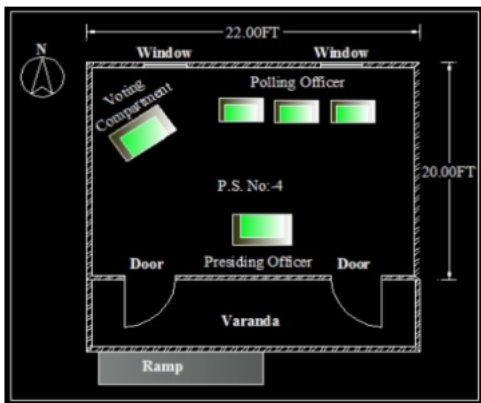 22.00FT
N
Window
Window
Voting
Compartment
Polling Officer
20.00FT
P.S. No:-4
Door
Presiding Officer
Door
Varanda
Ramp